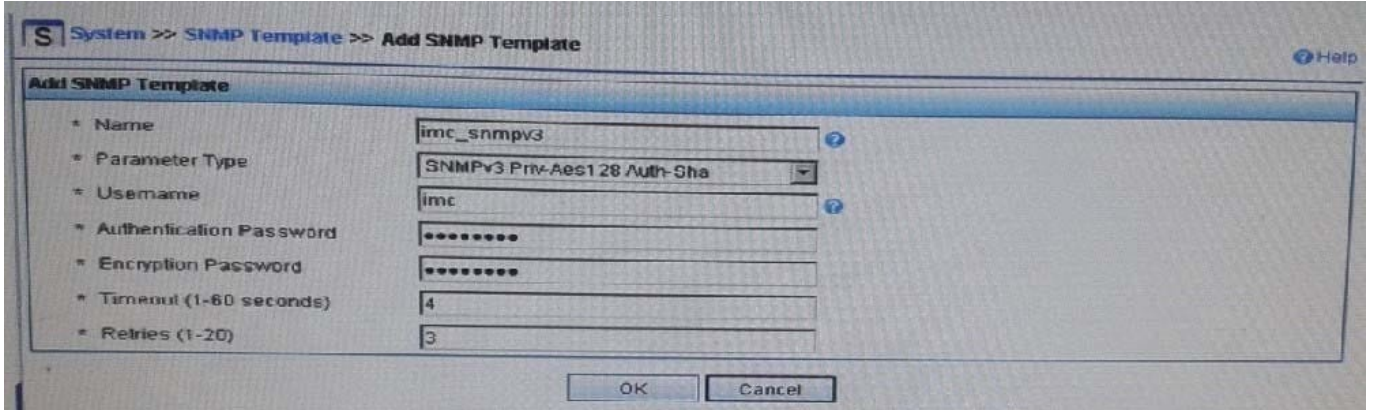 S System >> SNMP Template >> Add SNMP Template
Help
Add SNMP Template
* Name imc_snmpv3
* Parameter Type SNMPv3 Priv-Aes128 Auth-Sha
* Username imc
* Authentication Password ••••••••
* Encryption Password ••••••••
* Timeout (1-60 seconds) 4
* Retries (1-20) 3
OK Cancel